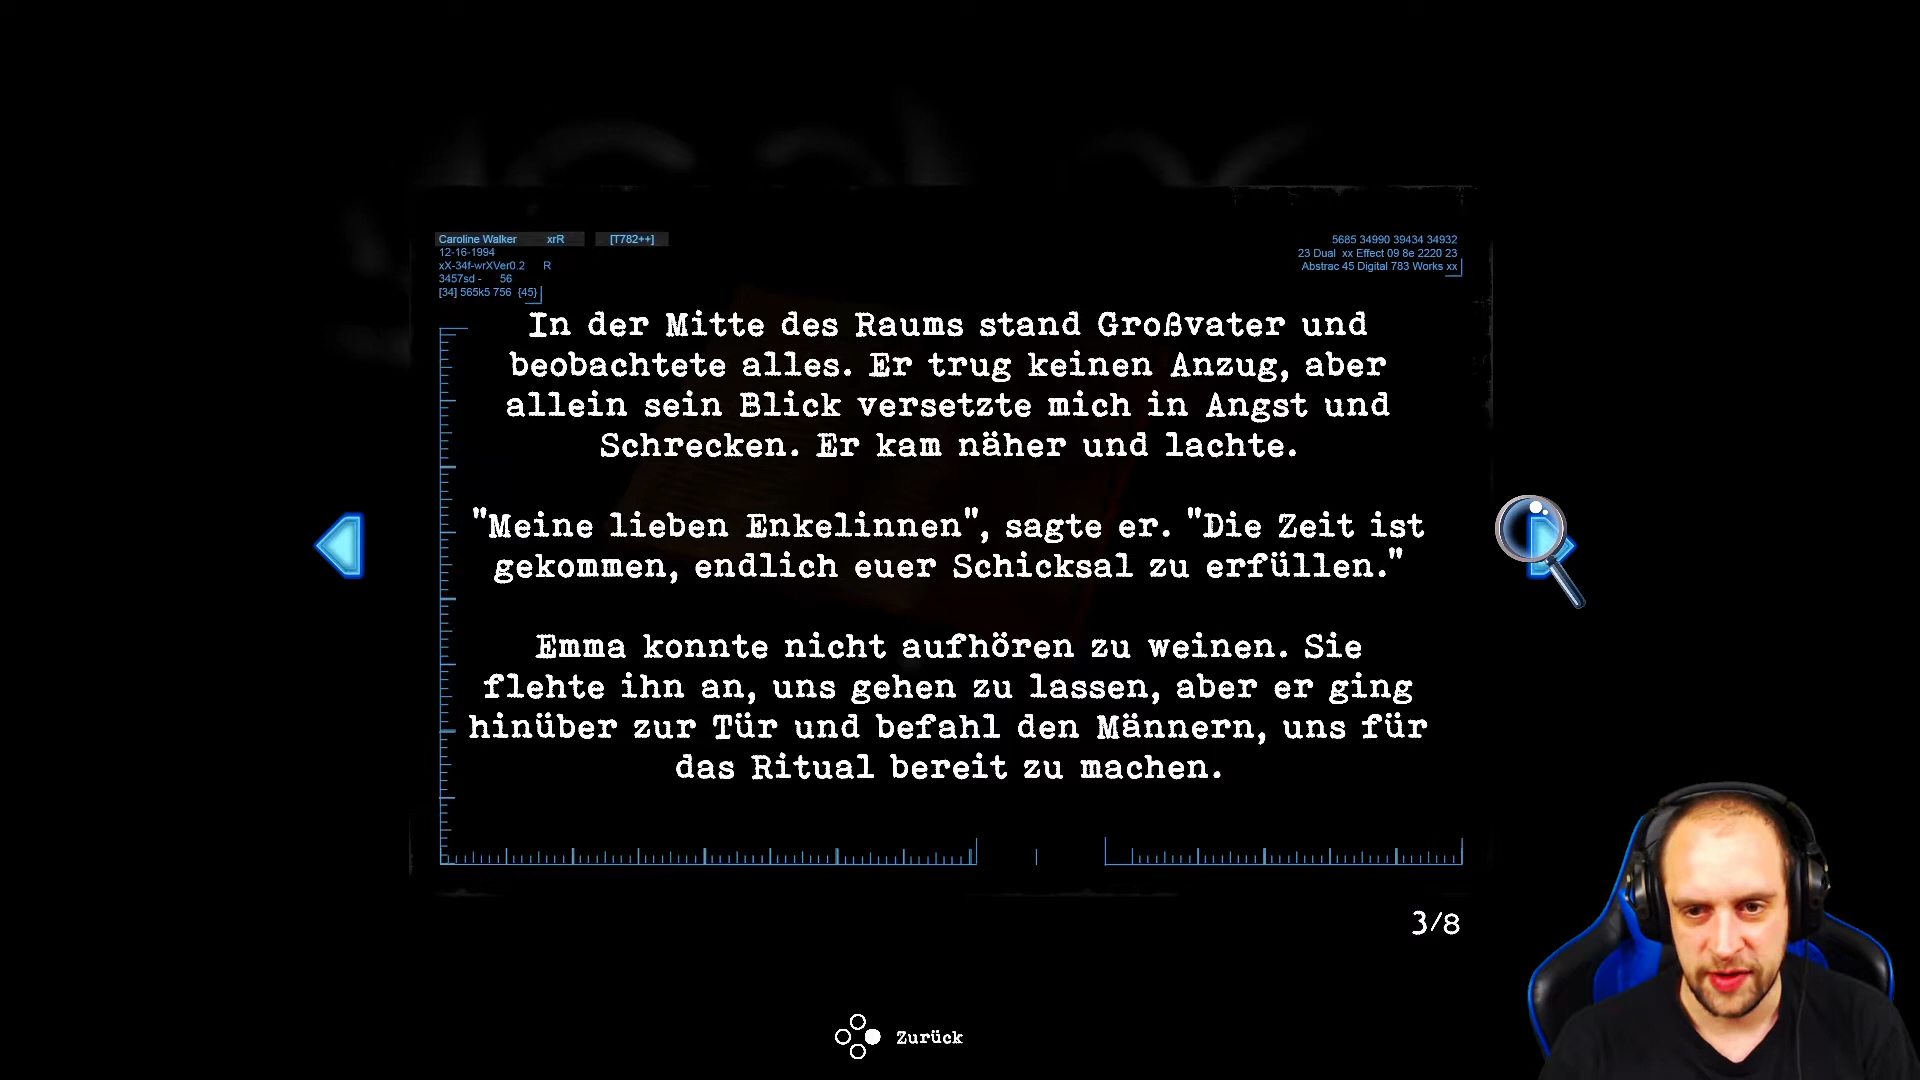 Caroline Walker xrR [T782++]
12-16-1994
xX-34f-wrXVer0.2 R
3457sd - 56
[34] 565k5 756 {45}
5685 34990 39434 34932
23 Dual xx Effect 09 8e 2220 23
Abstrac 45 Digital 783 Works xx
In der Mitte des Raums stand Großvater und
beobachtete alles. Er trug keinen Anzug, aber
allein sein Blick versetzte mich in Angst und
Schrecken. Er kam näher und lachte.
"Meine lieben Enkelinnen", sagte er. "Die Zeit ist
gekommen, endlich euer Schicksal zu erfüllen."
Emma konnte nicht aufhören zu weinen. Sie
flehte ihn an, uns gehen zu lassen, aber er ging
hinüber zur Tür und befahl den Männern, uns für
das Ritual bereit zu machen.
3/8
Zurück